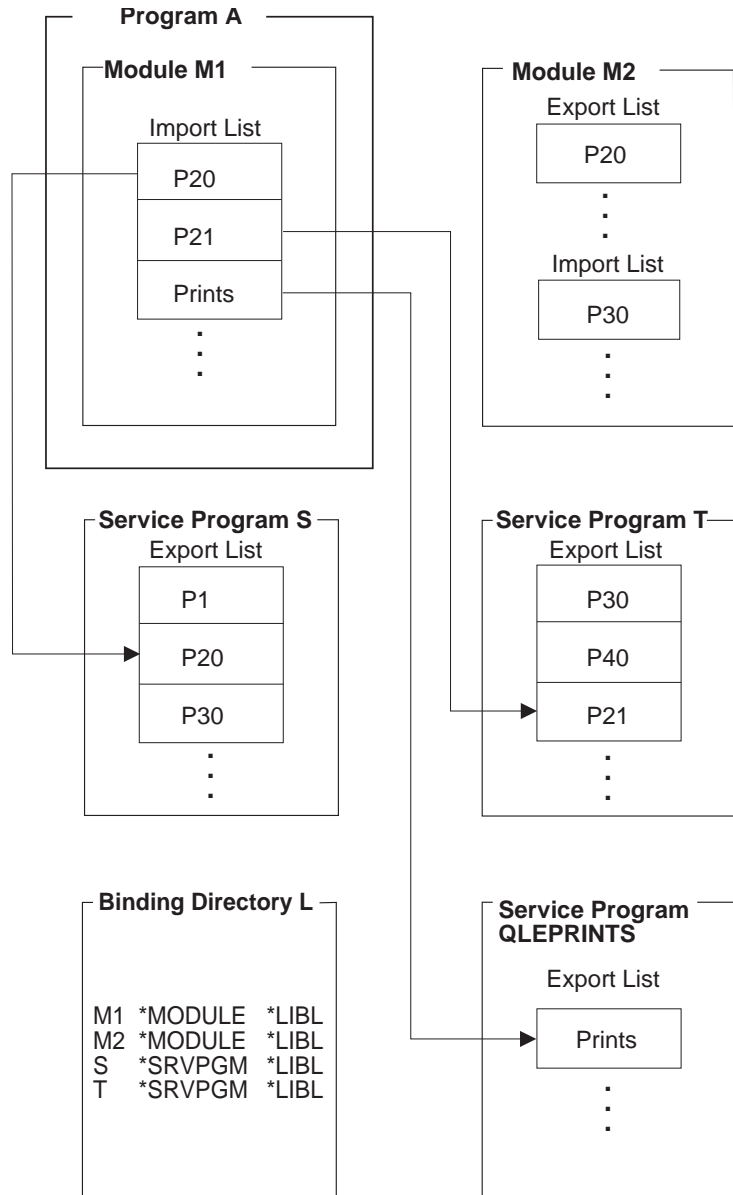 Program A
Module M1
Import List
P20
P21
Prints
Module M2
Export List
P20
Import List
P30
Service Program S
Export List
P1
P20
P30
Service Program T
Export List
P30
P40
P21
Binding Directory L
M1 *MODULE *LIBL
M2 *MODULE *LIBL
S *SRVPGM *LIBL
T *SRVPGM *LIBL
Service Program
QLEPRINTS
Export List
Prints